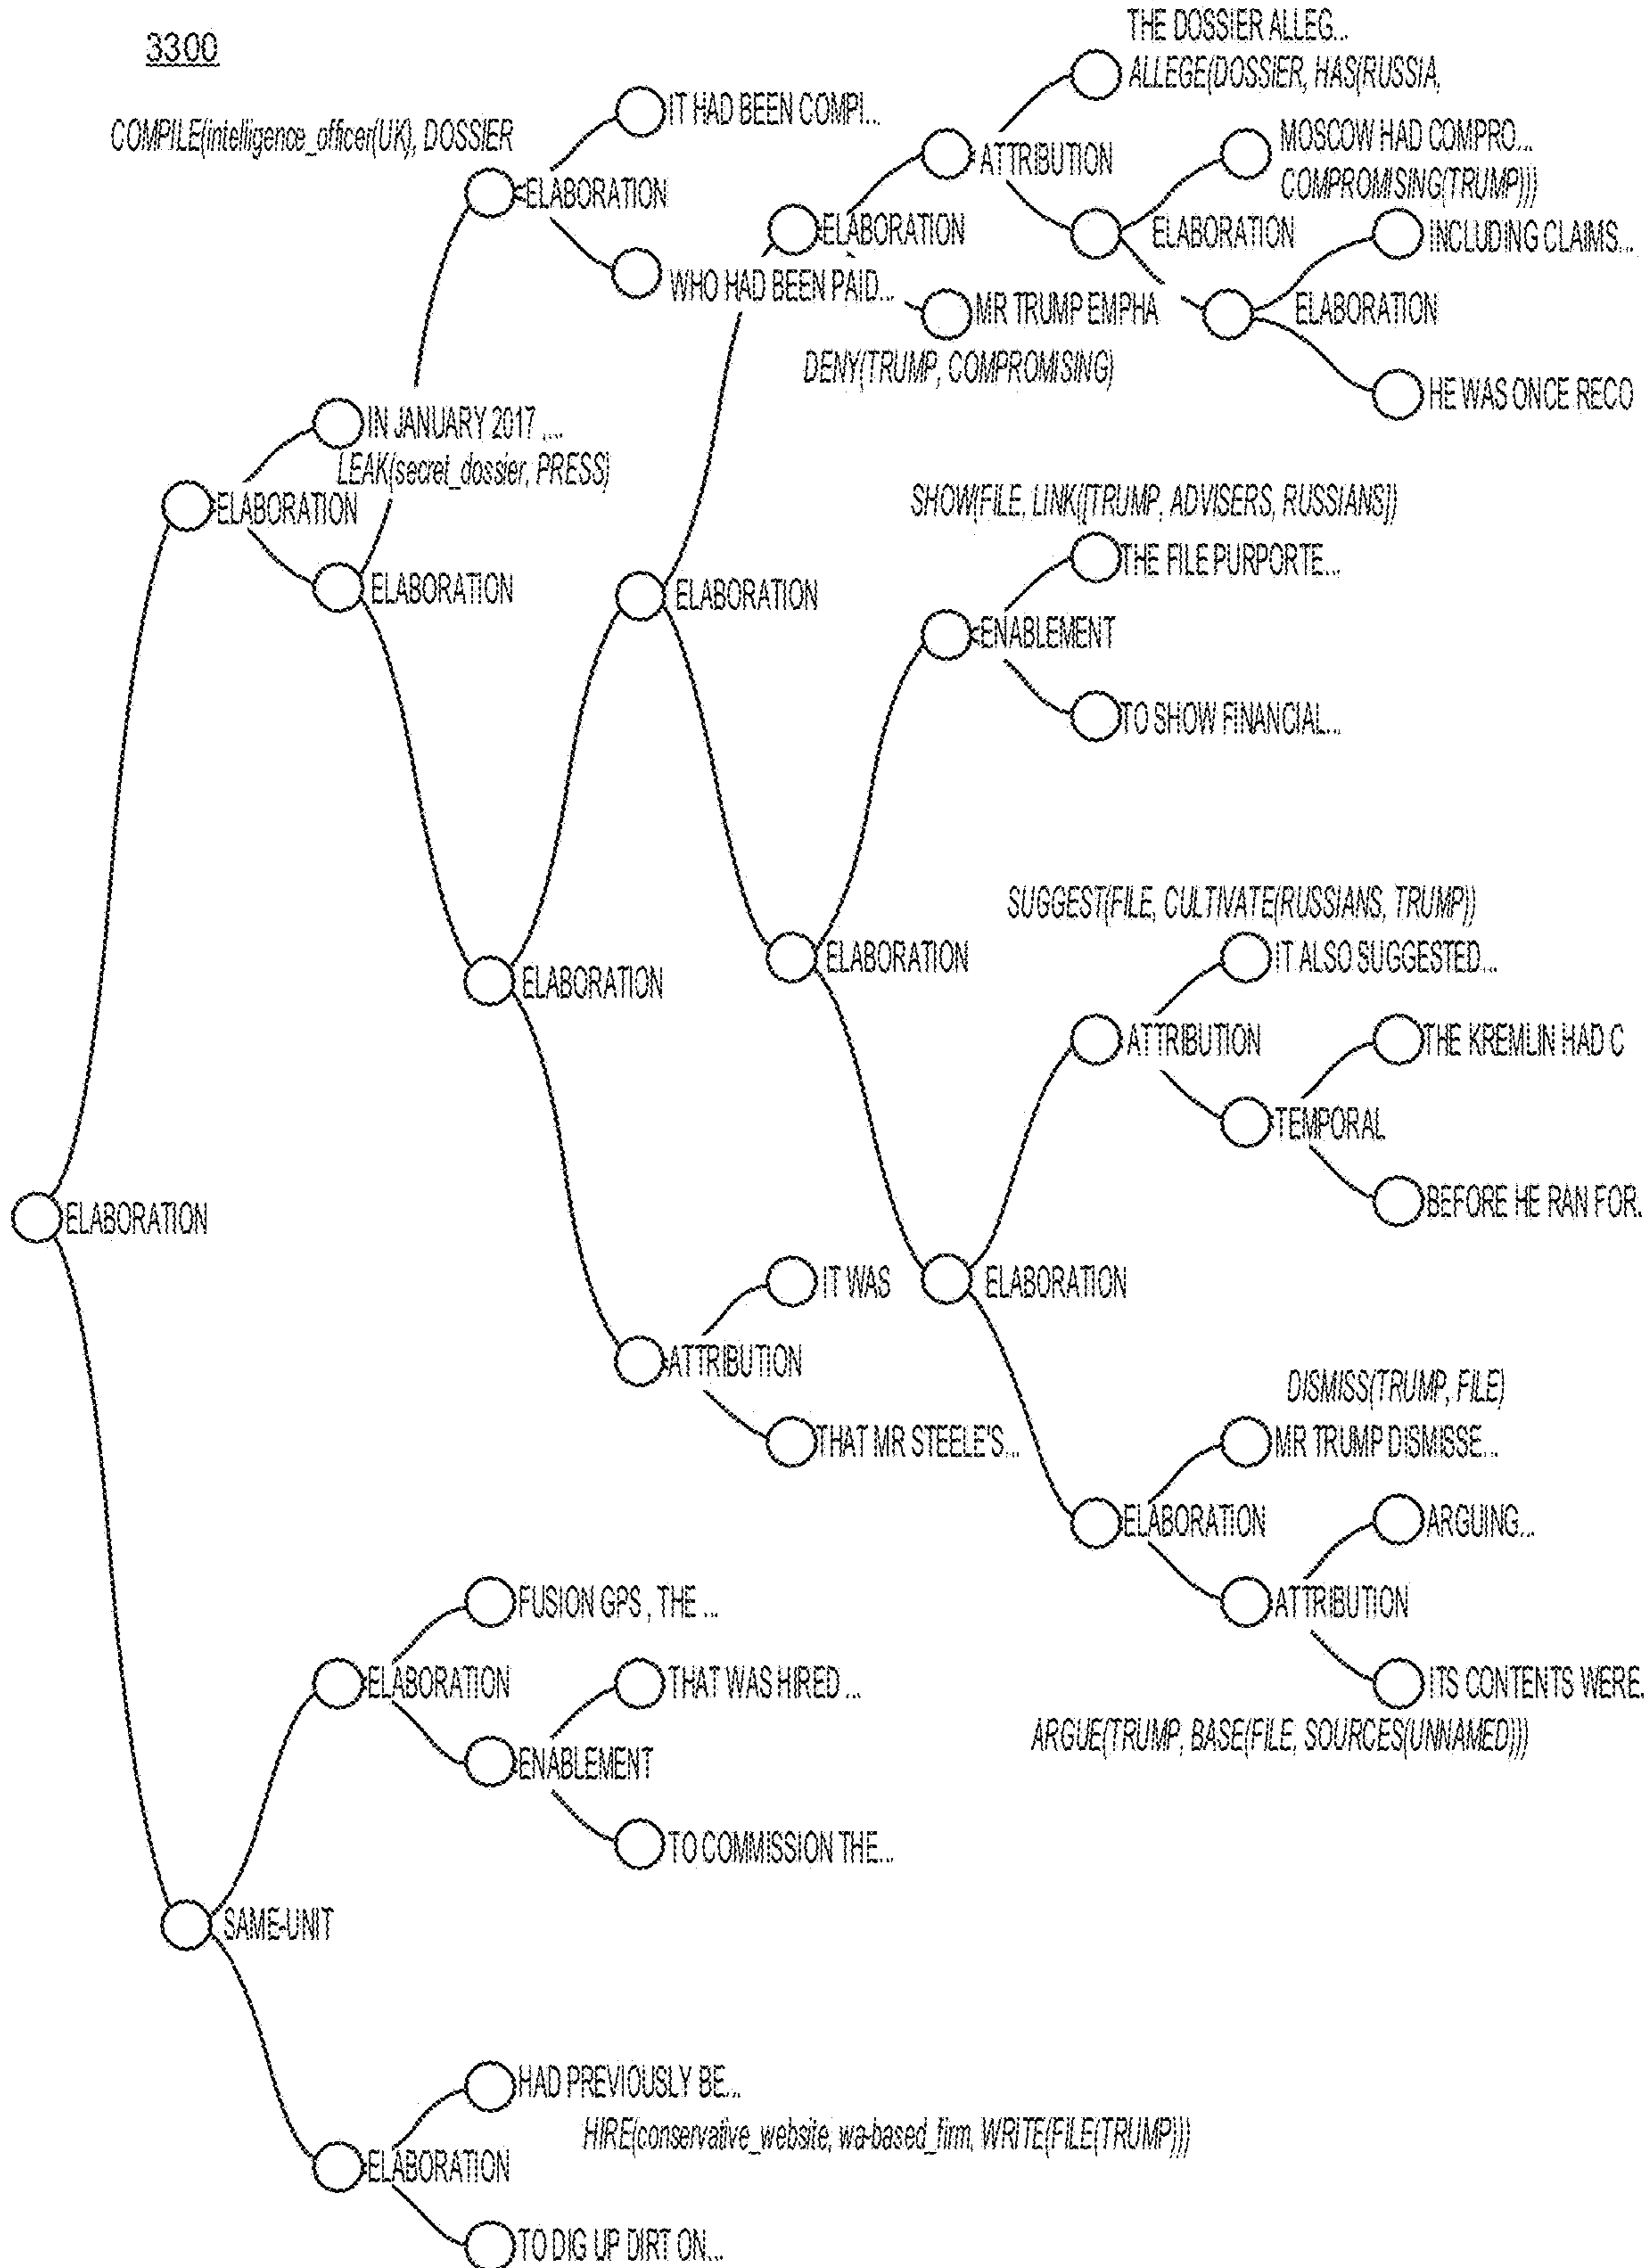 3300
THE DOSSIER ALLEG...
ALLEGE(DOSSIER, HAS(RUSSIA,
COMPILE(intelligence_officer(UK), DOSSIER
IT HAD BEEN COMPI...
MOSCOW HAD COMPRO...
COMPROMISING(TRUMP)))
ATTRIBUTION
ELABORATION
ELABORATION
ELABORATION
INCLUDING CLAIMS...
WHO HAD BEEN PAID...
MR TRUMP EMPHA
ELABORATION
DENY(TRUMP, COMPROMISING)
HE WAS ONCE RECO
IN JANUARY 2017 ,...
LEAK(secret_dossier, PRESS)
ELABORATION
SHOW(FILE, LINK([TRUMP, ADVISERS, RUSSIANS])
THE FILE PURPORTE...
ELABORATION
ELABORATION
ENABLEMENT
TO SHOW FINANCIAL...
SUGGEST(FILE, CULTIVATE(RUSSIANS, TRUMP))
IT ALSO SUGGESTED...
ELABORATION
ELABORATION
ATTRIBUTION
THE KREMLIN HAD C
TEMPORAL
BEFORE HE RAN FOR.
ELABORATION
IT WAS
ELABORATION
ATTRIBUTION
DISMISS(TRUMP, FILE)
THAT MR STEELE'S...
MR TRUMP DISMISSE...
ELABORATION
ARGUING...
FUSION GPS , THE ...
ATTRIBUTION
ELABORATION
THAT WAS HIRED ...
ITS CONTENTS WERE.
ARGUE(TRUMP, BASE(FILE, SOURCES(UNNAMED)))
ENABLEMENT
TO COMMISSION THE...
SAME-UNIT
HAD PREVIOUSLY BE...
HIRE(conservative_website, wa-based_firm, WRITE(FILE(TRUMP)))
ELABORATION
TO DIG UP DIRT ON...